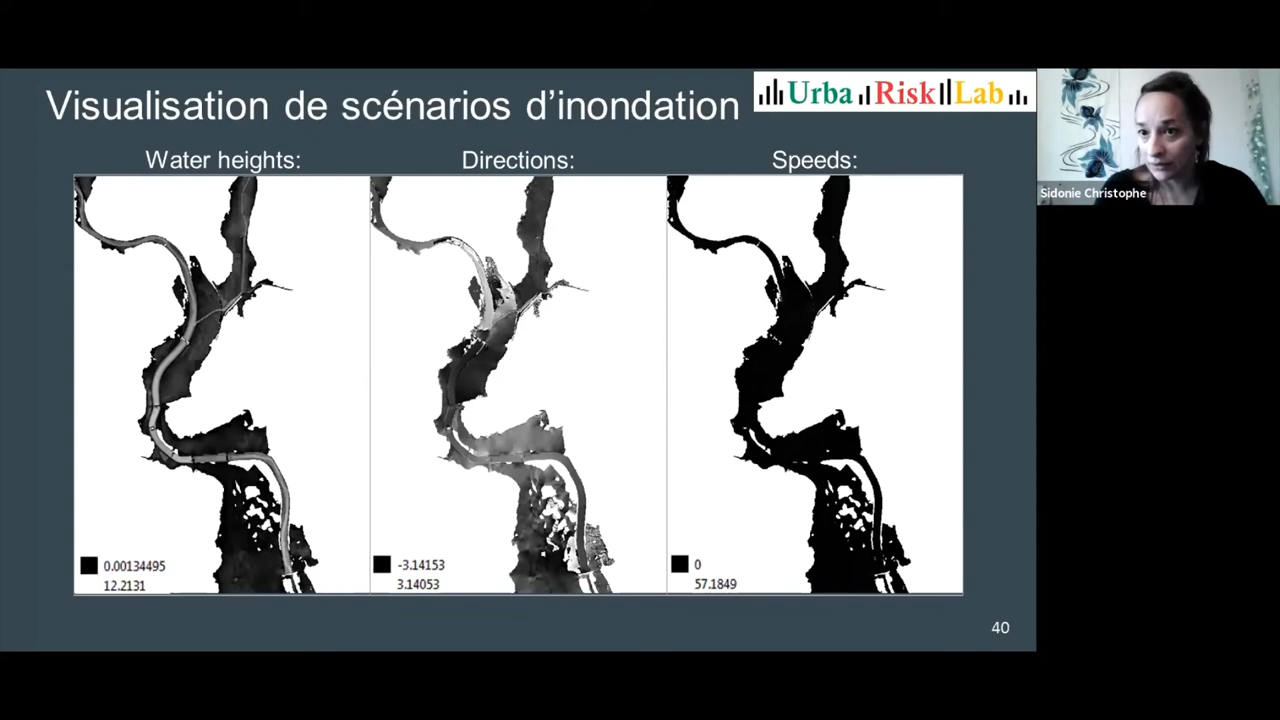 Visualisation de scénarios d'inondation
Urba Risk Lab
Sidonie Christophe
Water heights:
Directions:
Speeds:
0.00134495
12.2131
-3.14153
3.14053
0
57.1849
40